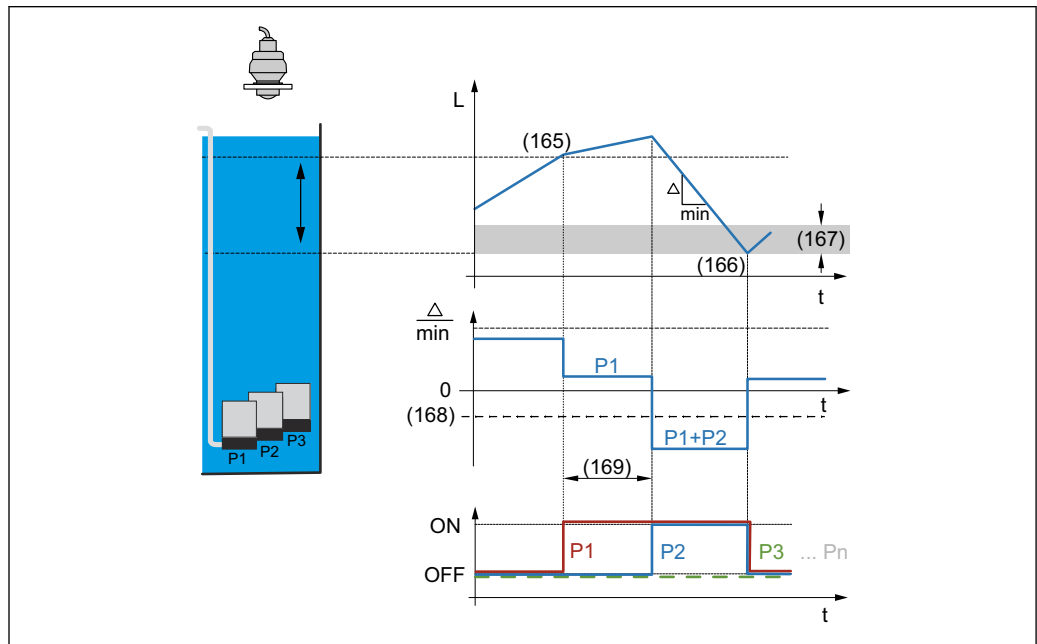 L
(165)
Δ
min
(167)
(166)
t
Δ
min
P1
0
t
(168)
P1+P2
(169)
P1
P2
P3
ON
P1
P2
P3 ... Pn
OFF
t